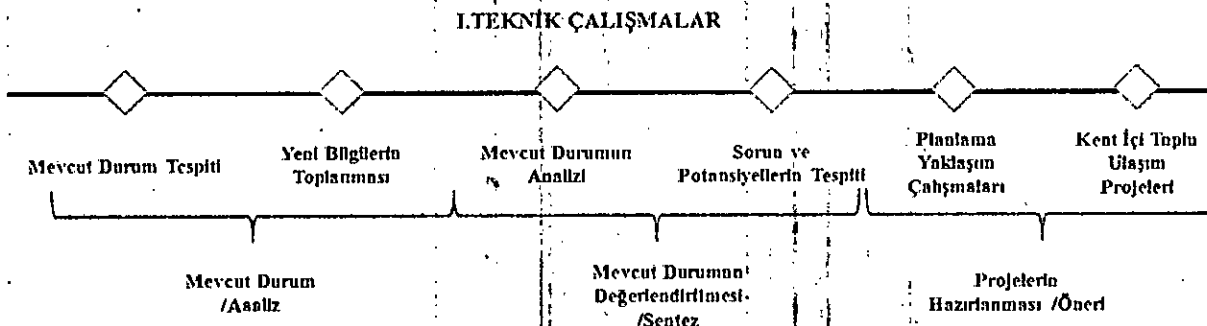 I.TEKNİK ÇALIŞMALAR
Mevcut Durum Tespiti
Yeni Bilgilerin
Toplanması
Mevcut Durumun
Analizi
Sorun ve
Potansiyellerin Tespiti
Planlama
Yaklaşım
Çalışmaları
Kent İçi Toplu
Ulaşım
Projeleri
Mevcut Durum
/Analiz
Mevcut Durumun
Değerlendirilmesi
/Sentez
Projelerin
Hazırlanması /Öneri